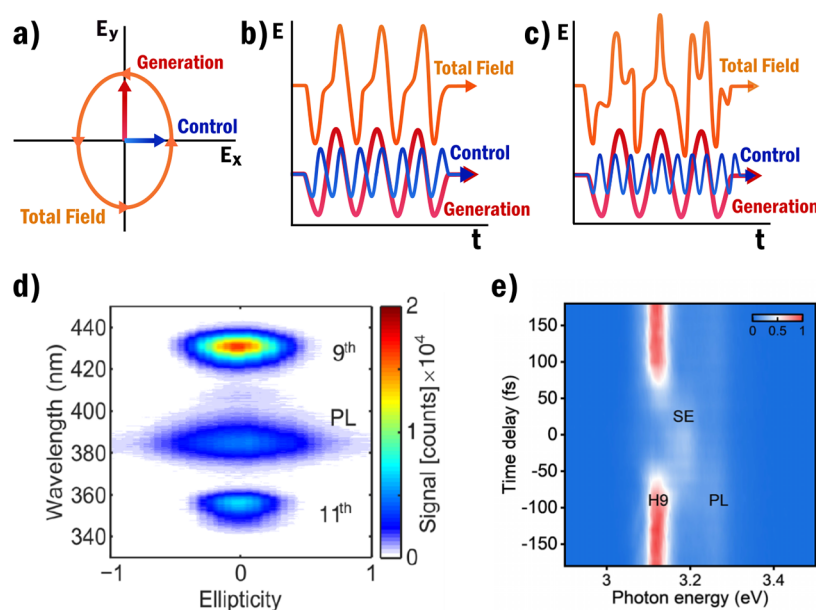 a)
E_y
Generation
Control
E_x
Total Field
b)
E
Total Field
Control
Generation
t
c)
E
Total Field
Control
Generation
t
d)
440
420
400
380
360
340
Wavelength (nm)
9th
PL
11th
-1
0
1
Ellipticity
2
1
0
Signal [counts] ×10^4
e)
150
100
50
0
-50
-100
-150
Time delay (fs)
0 0.5 1
SE
H9
PL
3
3.2
3.4
Photon energy (eV)